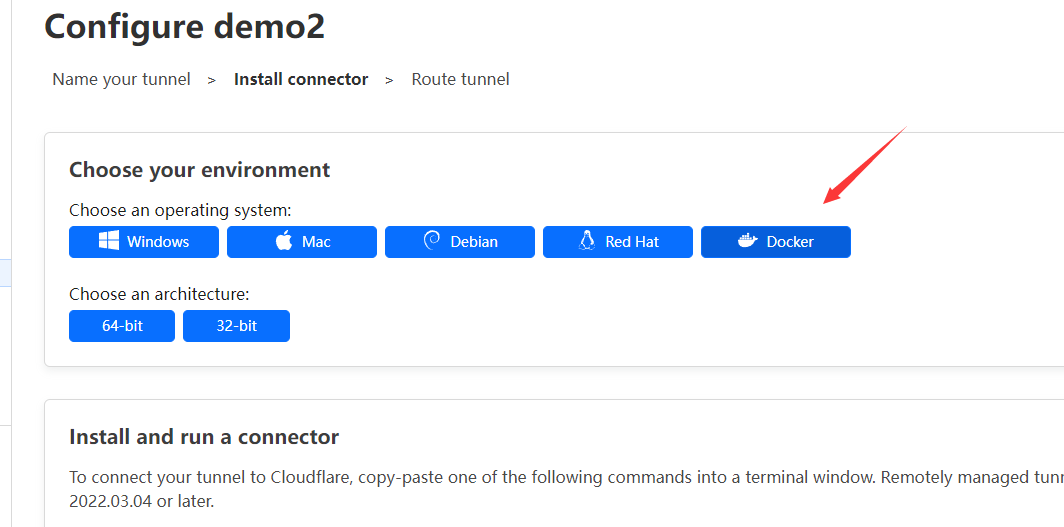 Configure demo2
Name your tunnel > Install connector > Route tunnel
Choose your environment
Choose an operating system:
Windows Mac Debian Red Hat Docker
Choose an architecture:
64-bit 32-bit
Install and run a connector
To connect your tunnel to Cloudflare, copy-paste one of the following commands into a terminal window. Remotely managed
2022.03.04 or later.